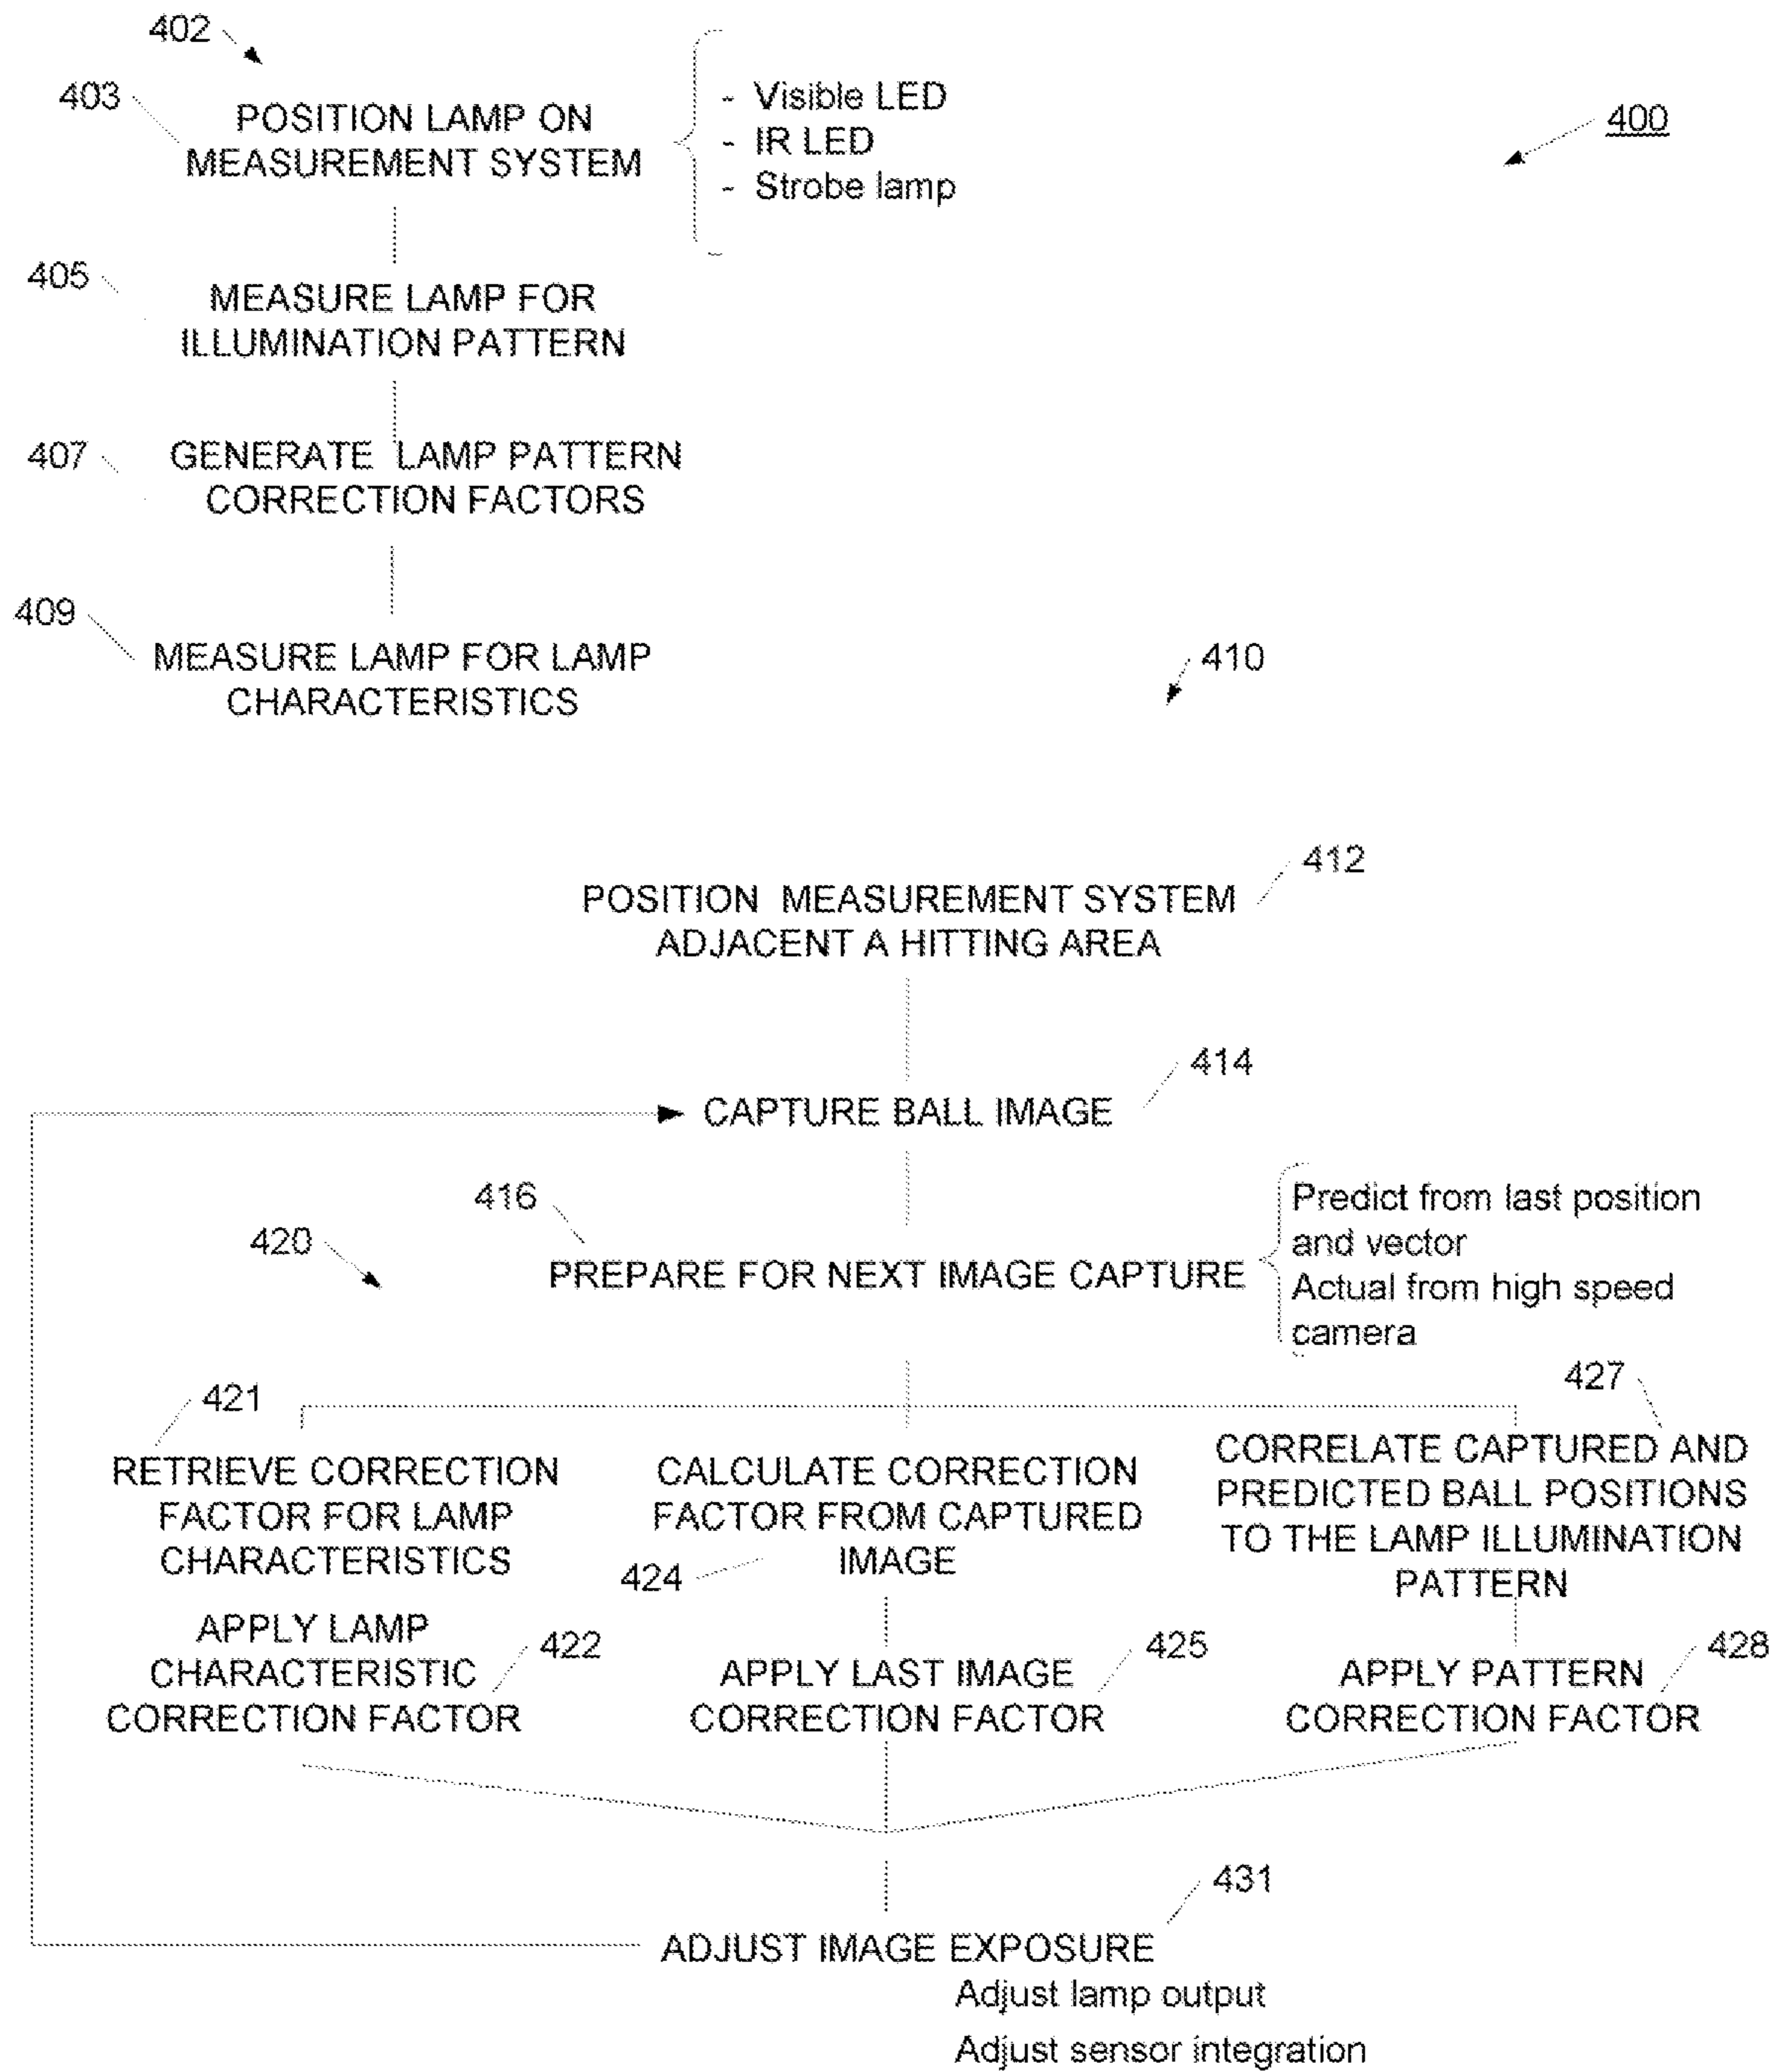 402
403
POSITION LAMP ON
MEASUREMENT SYSTEM
- Visible LED
- IR LED
- Strobe lamp
400
405
MEASURE LAMP FOR
ILLUMINATION PATTERN
407
GENERATE LAMP PATTERN
CORRECTION FACTORS
409
MEASURE LAMP FOR LAMP
CHARACTERISTICS
410
412
POSITION MEASUREMENT SYSTEM
ADJACENT A HITTING AREA
414
CAPTURE BALL IMAGE
416
420
PREPARE FOR NEXT IMAGE CAPTURE
Predict from last position
and vector
Actual from high speed
camera
421
RETRIEVE CORRECTION
FACTOR FOR LAMP
CHARACTERISTICS
APPLY LAMP
CHARACTERISTIC
CORRECTION FACTOR
422
CALCULATE CORRECTION
FACTOR FROM CAPTURED
IMAGE
424
APPLY LAST IMAGE
CORRECTION FACTOR
425
427
CORRELATE CAPTURED AND
PREDICTED BALL POSITIONS
TO THE LAMP ILLUMINATION
PATTERN
APPLY PATTERN
CORRECTION FACTOR
428
431
ADJUST IMAGE EXPOSURE
Adjust lamp output
Adjust sensor integration